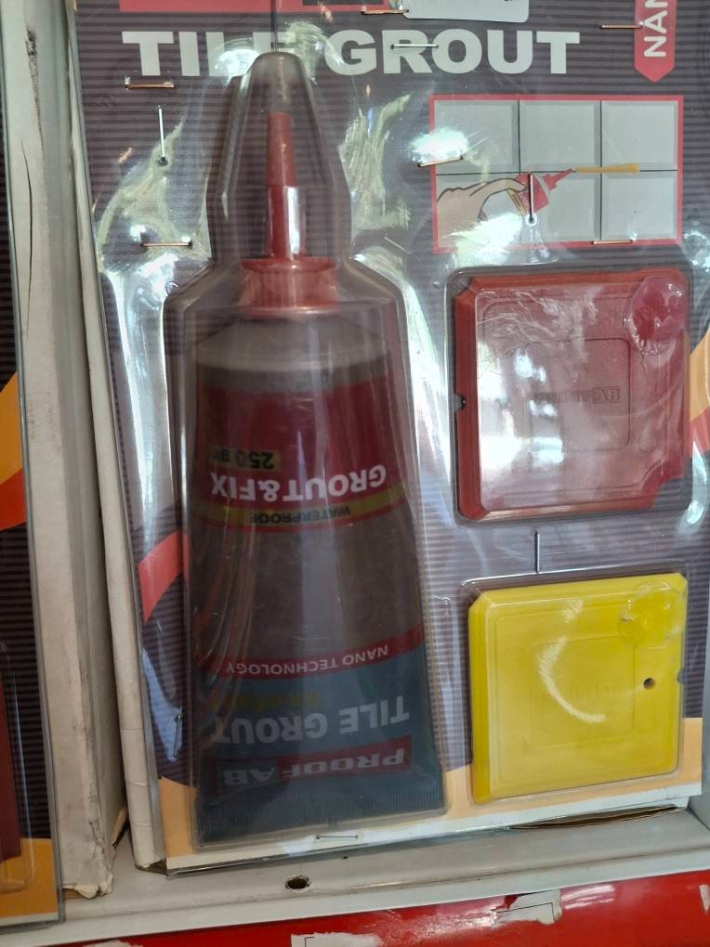 TILE GROUT
NAN
250 gr
GROUT&FIX
WATERPROOF
NANO TECHNOLOGY
TILE GROUT
PROOFAB